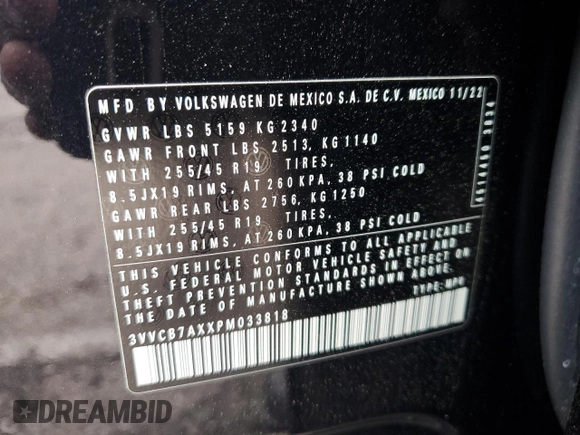 MFD. BY VOLKSWAGEN DE MEXICO S.A. DE C.V. MEXICO 11/22
GVWR LBS 5159 KG 2340
GAWR FRONT LBS 2513, KG 1140
WITH 255/45 R19 TIRES,
8.5JX19 RIMS, AT 260 KPA, 38 PSI COLD
GAWR REAR LBS 2756, KG 1250
WITH 255/45 R19 TIRES,
8.5JX19 RIMS, AT 260 KPA, 38 PSI COLD
THIS VEHICLE CONFORMS TO ALL APPLICABLE
U.S. FEDERAL MOTOR VEHICLE SAFETY AND
THEFT PREVENTION STANDARDS IN EFFECT ON
THE DATE OF MANUFACTURE SHOWN ABOVE.
TYPE: MPV
3VVCB7AXXPM033818
DREAMBID